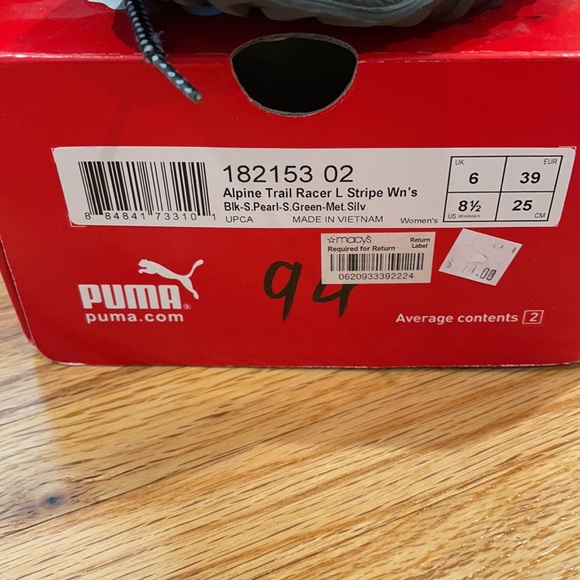 182153 02
Alpine Trail Racer L Stripe Wn's
Blk-S.Pearl-S.Green-Met.Silv
UPCA MADE IN VIETNAM Women's
8 84841 73310 1
UK 6 39 EUR
US Women's 8½ 25 CM
☆macy's Return
Required for Return Label
0620933392224
PUMA®
puma.com
94
Average contents 2